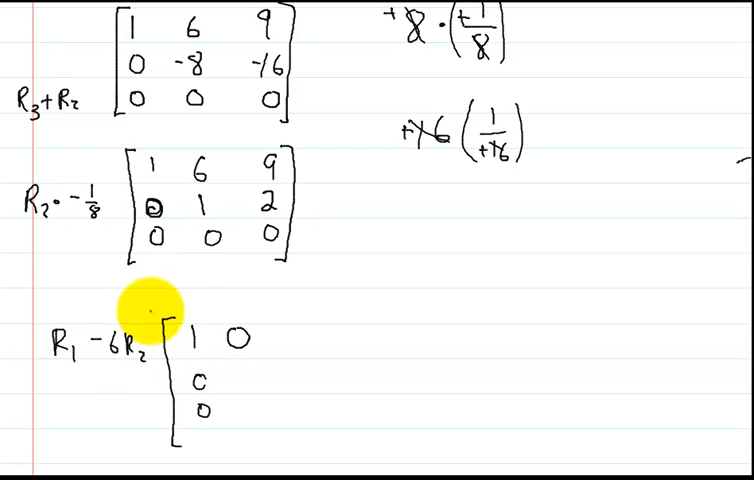 1 6 9
0 -8 -16
R3+R2 0 0 0
+8 · (+1/8)
+16 (1/+16)
1 6 9
R2 · -1/8 0 1 2
0 0 0
R1 - 6R2 1 0
0
0